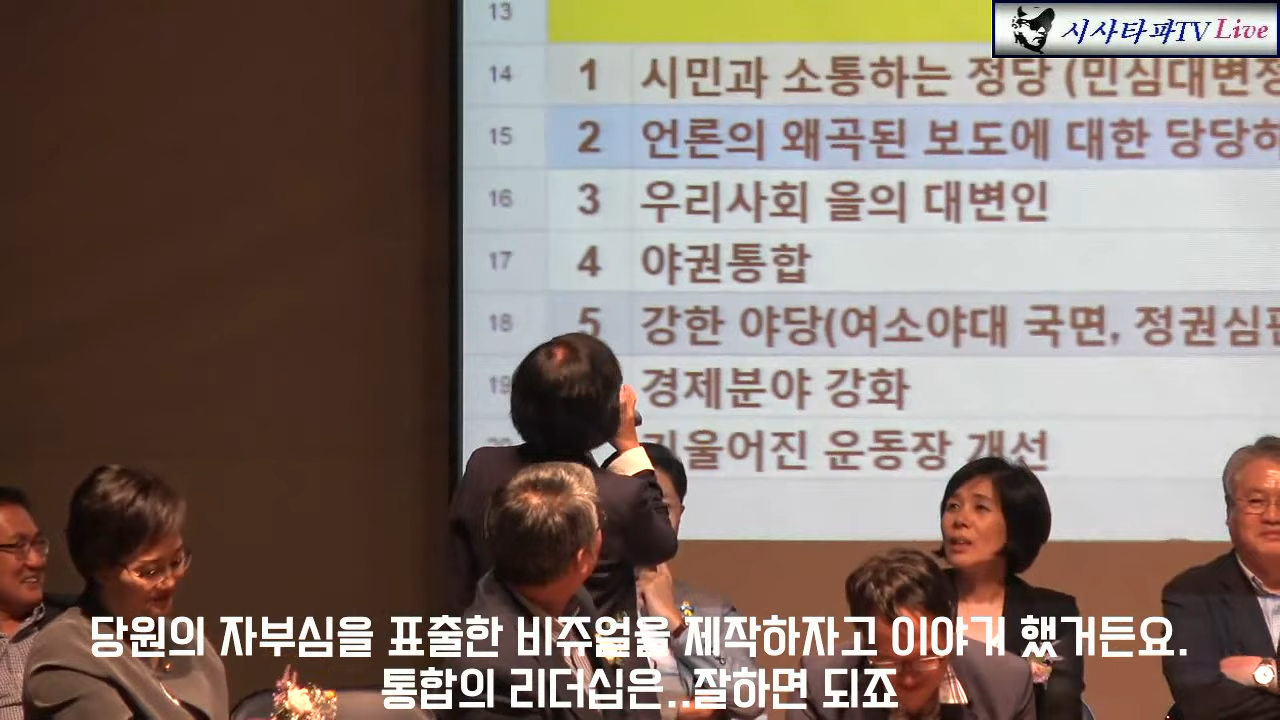 시사타파TV Live
13
14 1 시민과 소통하는 정당 (민심대변정
15 2 언론의 왜곡된 보도에 대한 당당하
16 3 우리사회 을의 대변인
17 4 야권통합
18 5 강한 야당(여소야대 국면, 정권심판
19 경제분야 강화
운동장 개선
당원의 자부심을 표출한 비쥬얼을 제작하자고 이야기 했거든요.
통합의 리더십은..잘하면 되죠